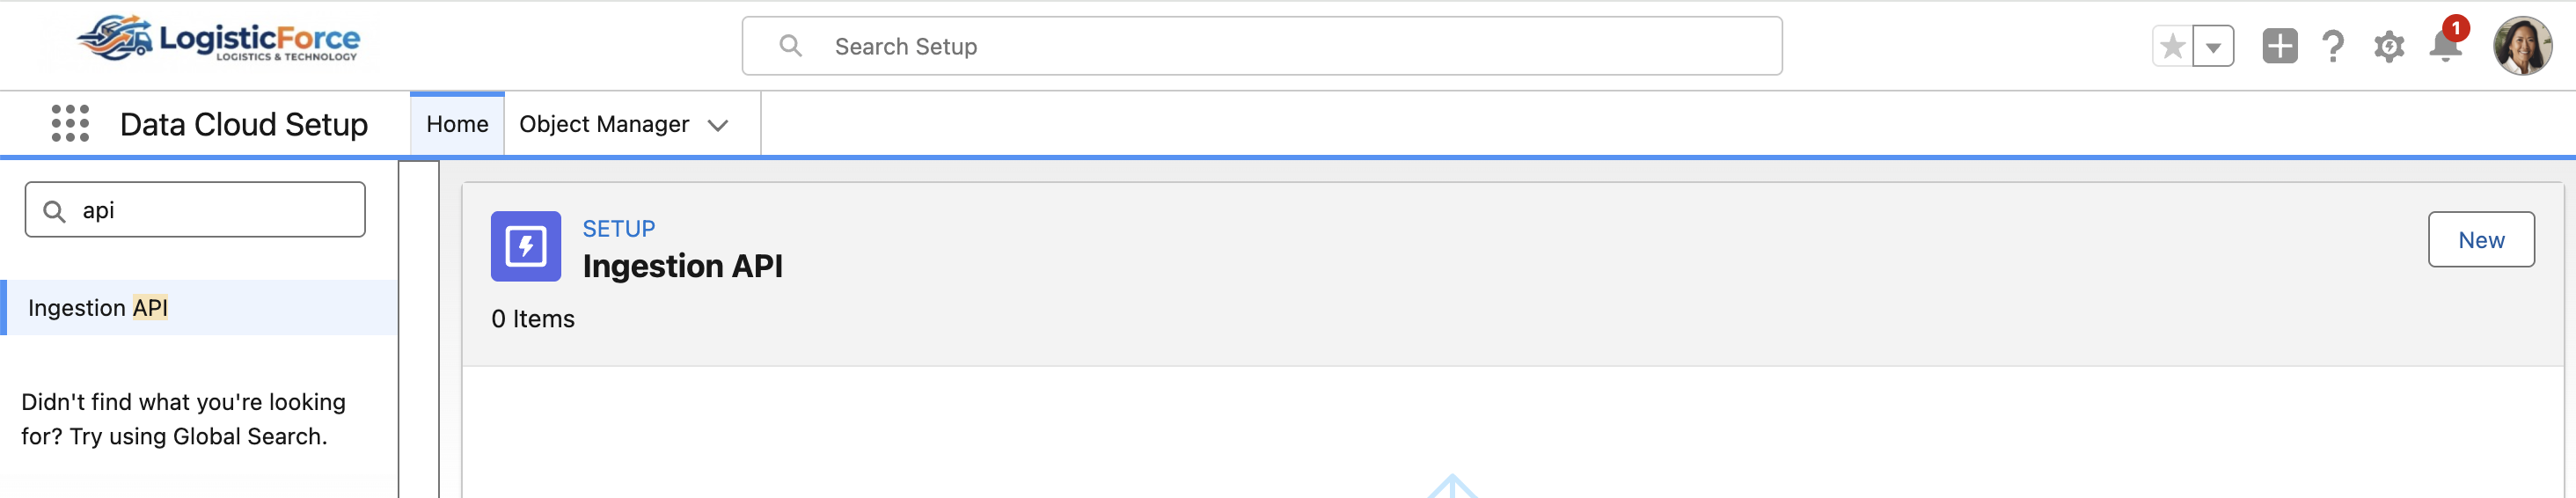 LogisticForce
LOGISTICS & TECHNOLOGY
Search Setup
1
Data Cloud Setup
Home
Object Manager
api
Ingestion API
Didn't find what you're looking
for? Try using Global Search.
SETUP
Ingestion API
0 Items
New